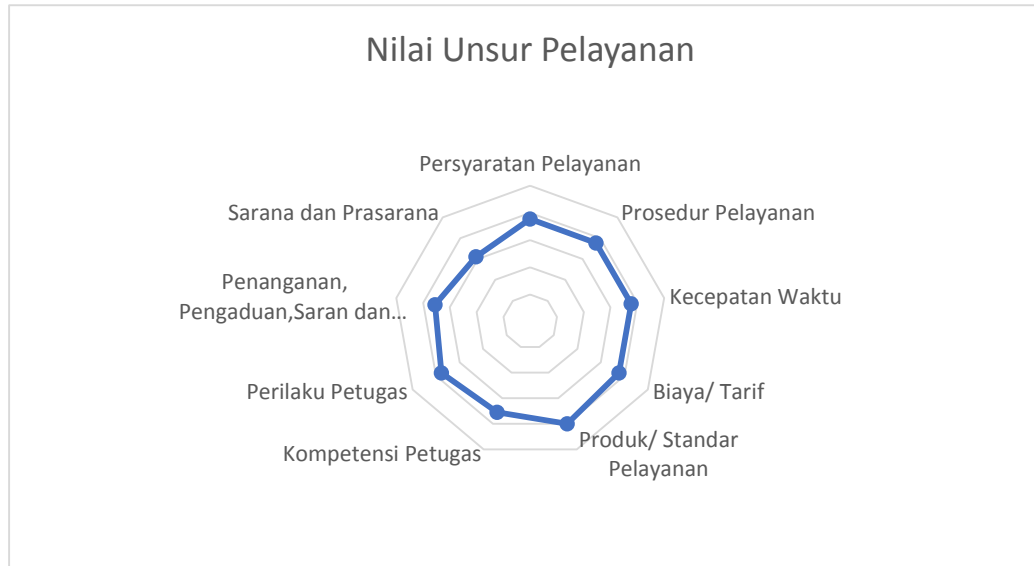 Nilai Unsur Pelayanan
Persyaratan Pelayanan
Prosedur Pelayanan
Kecepatan Waktu
Biaya/ Tarif
Produk/ Standar
Pelayanan
Kompetensi Petugas
Perilaku Petugas
Penanganan,
Pengaduan,Saran dan...
Sarana dan Prasarana